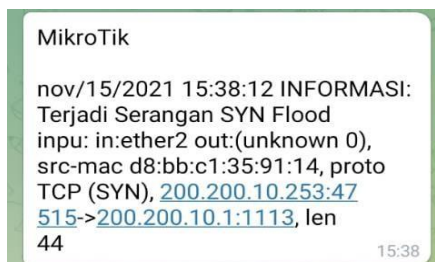 MikroTik
nov/15/2021 15:38:12 INFORMASI:
Terjadi Serangan SYN Flood
inpu: in:ether2 out:(unknown 0),
src-mac d8:bb:c1:35:91:14, proto
TCP (SYN), 200.200.10.253:47
515->200.200.10.1:1113, len
44
15:38